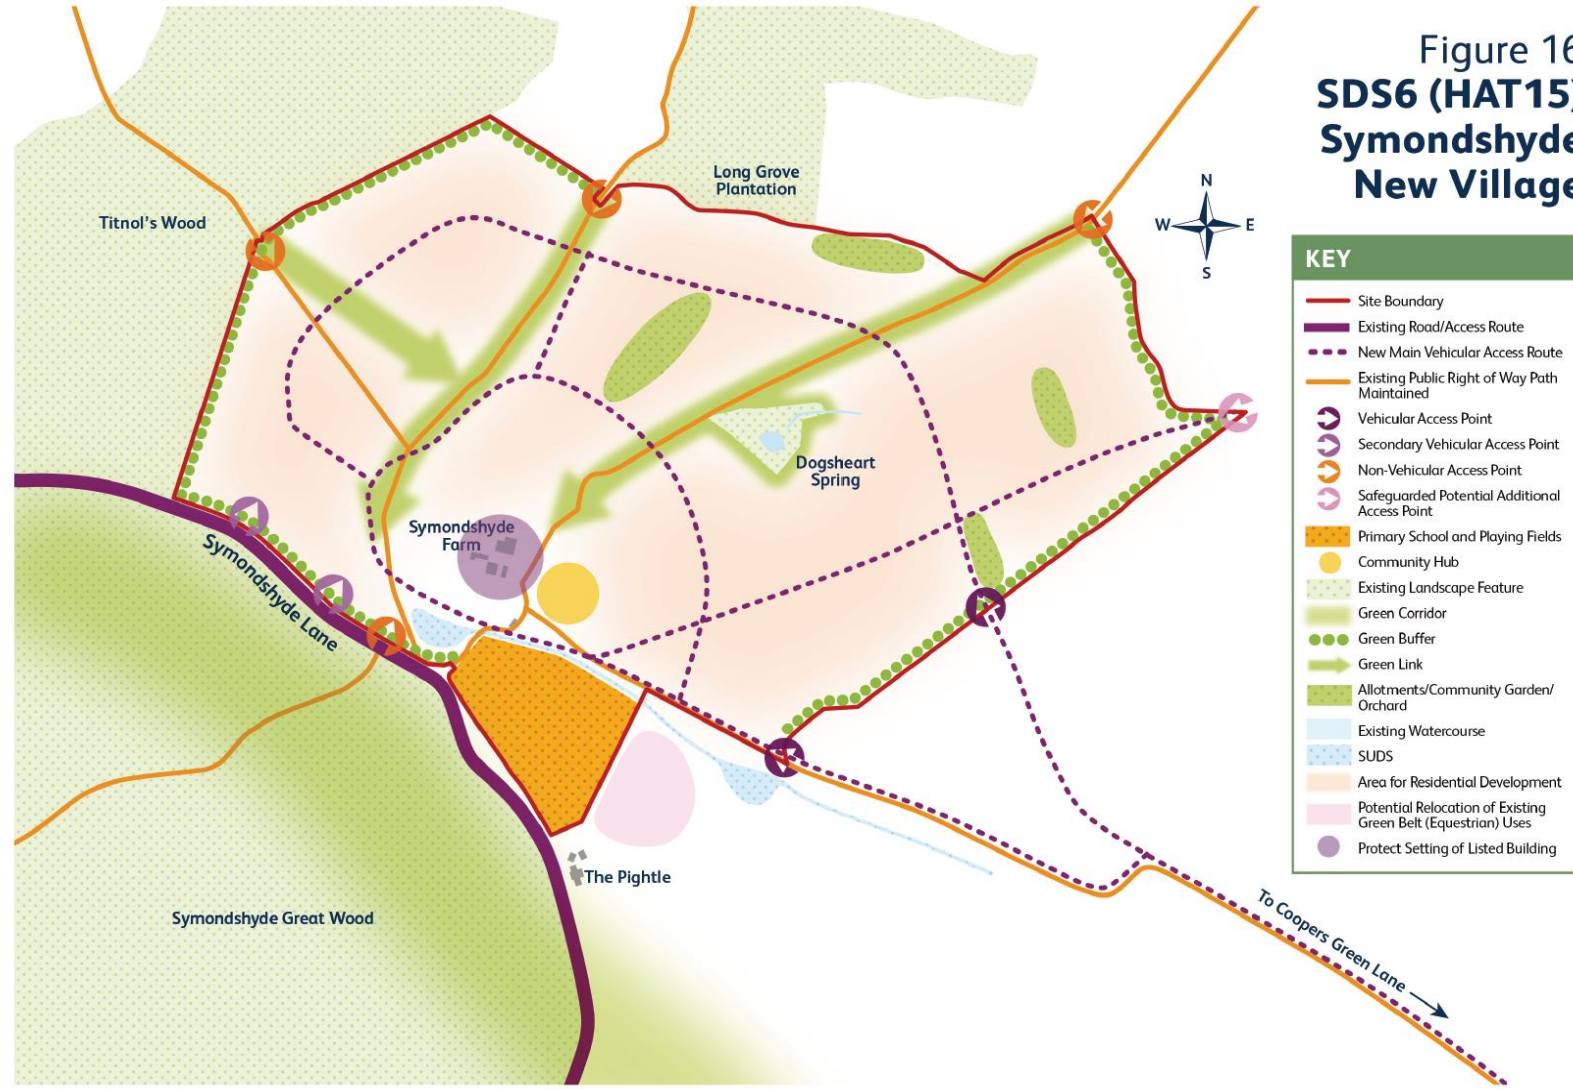 Figure 16
SDS6 (HAT15)
Symondshyde
New Village
Long Grove
Plantation
Titnol's Wood
N
W
E
S
Dogsheart
Spring
Symondshyde
Farm
Symondshyde Lane
The Pightle
Symondshyde Great Wood
To Coopers Green Lane
KEY
Site Boundary
Existing Road/Access Route
New Main Vehicular Access Route
Existing Public Right of Way Path
Maintained
Vehicular Access Point
Secondary Vehicular Access Point
Non-Vehicular Access Point
Safeguarded Potential Additional
Access Point
Primary School and Playing Fields
Community Hub
Existing Landscape Feature
Green Corridor
Green Buffer
Green Link
Allotments/Community Garden/
Orchard
Existing Watercourse
SUDS
Area for Residential Development
Potential Relocation of Existing
Green Belt (Equestrian) Uses
Protect Setting of Listed Building